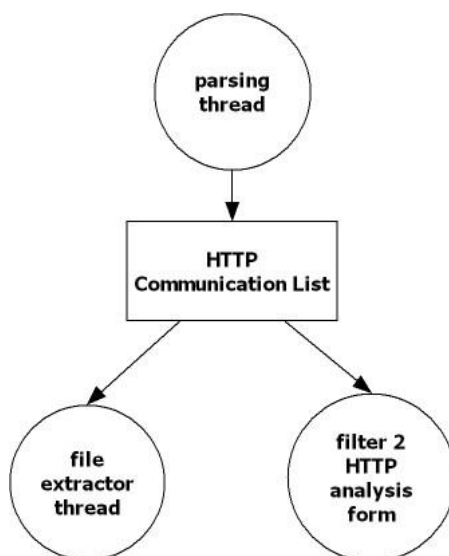 parsing
thread
HTTP
Communication List
file
extractor
thread
filter 2
HTTP
analysis
form